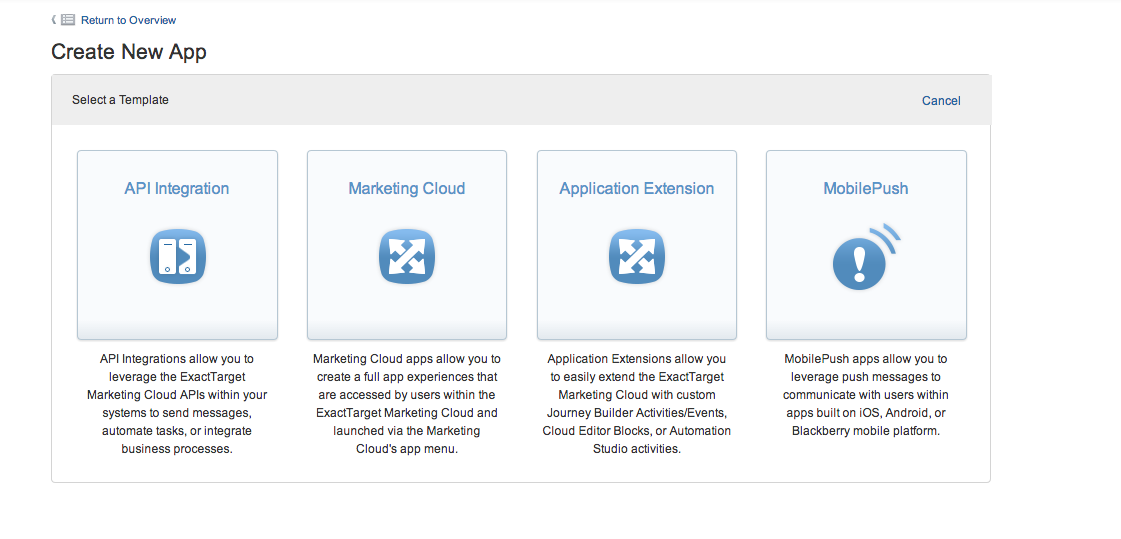 Return to Overview
Create New App
Select a Template
Cancel
API Integration
API Integrations allow you to
leverage the ExactTarget
Marketing Cloud APIs within your
systems to send messages,
automate tasks, or integrate
business processes.
Marketing Cloud
Marketing Cloud apps allow you to
create a full app experiences that
are accessed by users within the
ExactTarget Marketing Cloud and
launched via the Marketing
Cloud's app menu.
Application Extension
Application Extensions allow you
to easily extend the ExactTarget
Marketing Cloud with custom
Journey Builder Activities/Events,
Cloud Editor Blocks, or Automation
Studio activities.
MobilePush
MobilePush apps allow you to
leverage push messages to
communicate with users within
apps built on iOS, Android, or
Blackberry mobile platform.